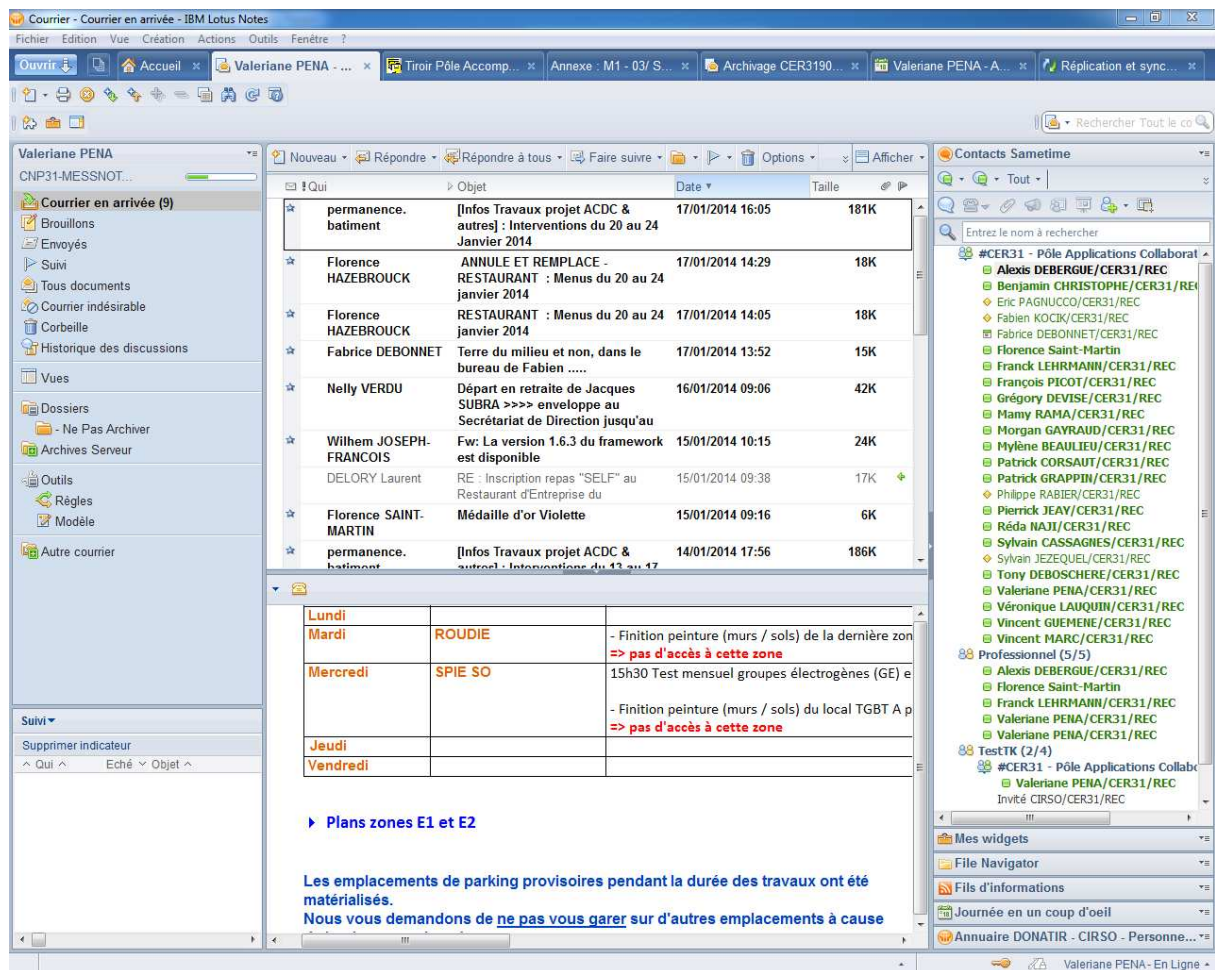 Courrier - Courrier en arrivée - IBM Lotus Notes
Fichier Edition Vue Création Actions Outils Fenêtre ?
Ouvrir Accueil Valeriane PENA - ... Tiroir Pôle Accomp... Annexe : M1 - 03/ S... Archivage CER3190... Valeriane PENA - A... Réplication et sync...
Rechercher Tout le co
Valeriane PENA
CNP31-MESSNOT...
Courrier en arrivée (9)
Brouillons
Envoyés
Suivi
Tous documents
Courrier indésirable
Corbeille
Historique des discussions
Vues
Dossiers
- Ne Pas Archiver
Archives Serveur
Outils
Règles
Modèle
Autre courrier
Suivi
Supprimer indicateur
Qui Eché Objet
Nouveau Répondre Répondre à tous Faire suivre Options Afficher
! Qui Objet Date Taille
permanence. batiment [Infos Travaux projet ACDC & autres] : Interventions du 20 au 24 Janvier 2014 17/01/2014 16:05 181K
Florence HAZEBROUCK ANNULE ET REMPLACE - RESTAURANT : Menus du 20 au 24 janvier 2014 17/01/2014 14:29 18K
Florence HAZEBROUCK RESTAURANT : Menus du 20 au 24 janvier 2014 17/01/2014 14:05 18K
Fabrice DEBONNET Terre du milieu et non, dans le bureau de Fabien ..... 17/01/2014 13:52 15K
Nelly VERDU Départ en retraite de Jacques SUBRA >>>> enveloppe au Secrétariat de Direction jusqu'au 16/01/2014 09:06 42K
Wilhem JOSEPH-FRANCOIS Fw: La version 1.6.3 du framework est disponible 15/01/2014 10:15 24K
DELORY Laurent RE : Inscription repas "SELF" au Restaurant d'Entreprise du 15/01/2014 09:38 17K
Florence SAINT-MARTIN Médaille d'or Violette 15/01/2014 09:16 6K
permanence. batiment [Infos Travaux projet ACDC & autres] : Interventions du 13 au 17 14/01/2014 17:56 186K
Lundi
Mardi ROUDIE - Finition peinture (murs / sols) de la dernière zon
=> pas d'accès à cette zone
Mercredi SPIE SO 15h30 Test mensuel groupes électrogènes (GE) e
- Finition peinture (murs / sols) du local TGBT A p
=> pas d'accès à cette zone
Jeudi
Vendredi
Plans zones E1 et E2
Les emplacements de parking provisoires pendant la durée des travaux ont été
matérialisés.
Nous vous demandons de ne pas vous garer sur d'autres emplacements à cause
Contacts Sametime
Tout
Entrez le nom à rechercher
#CER31 - Pôle Applications Collaborat
Alexis DEBERGUE/CER31/REC
Benjamin CHRISTOPHE/CER31/REC
Eric PAGNUCCO/CER31/REC
Fabien KOCIK/CER31/REC
Fabrice DEBONNET/CER31/REC
Florence Saint-Martin
Franck LEHRMANN/CER31/REC
François PICOT/CER31/REC
Grégory DEVISE/CER31/REC
Mamy RAMA/CER31/REC
Morgan GAYRAUD/CER31/REC
Mylène BEAULIEU/CER31/REC
Patrick CORSAUT/CER31/REC
Patrick GRAPPIN/CER31/REC
Philippe RABIER/CER31/REC
Pierrick JEAY/CER31/REC
Réda NAJI/CER31/REC
Sylvain CASSAGNES/CER31/REC
Sylvain JEZEQUEL/CER31/REC
Tony DEBOSCHERE/CER31/REC
Valeriane PENA/CER31/REC
Véronique LAUQUIN/CER31/REC
Vincent GUEMENE/CER31/REC
Vincent MARC/CER31/REC
Professionnel (5/5)
Alexis DEBERGUE/CER31/REC
Florence Saint-Martin
Franck LEHRMANN/CER31/REC
Valeriane PENA/CER31/REC
Valeriane PENA/CER31/REC
TestTK (2/4)
#CER31 - Pôle Applications Collabo
Valeriane PENA/CER31/REC
Invité CIRSO/CER31/REC
Mes widgets
File Navigator
Fils d'informations
Journée en un coup d'oeil
Annuaire DONATIR - CIRSO - Personne...
Valeriane PENA - En Ligne